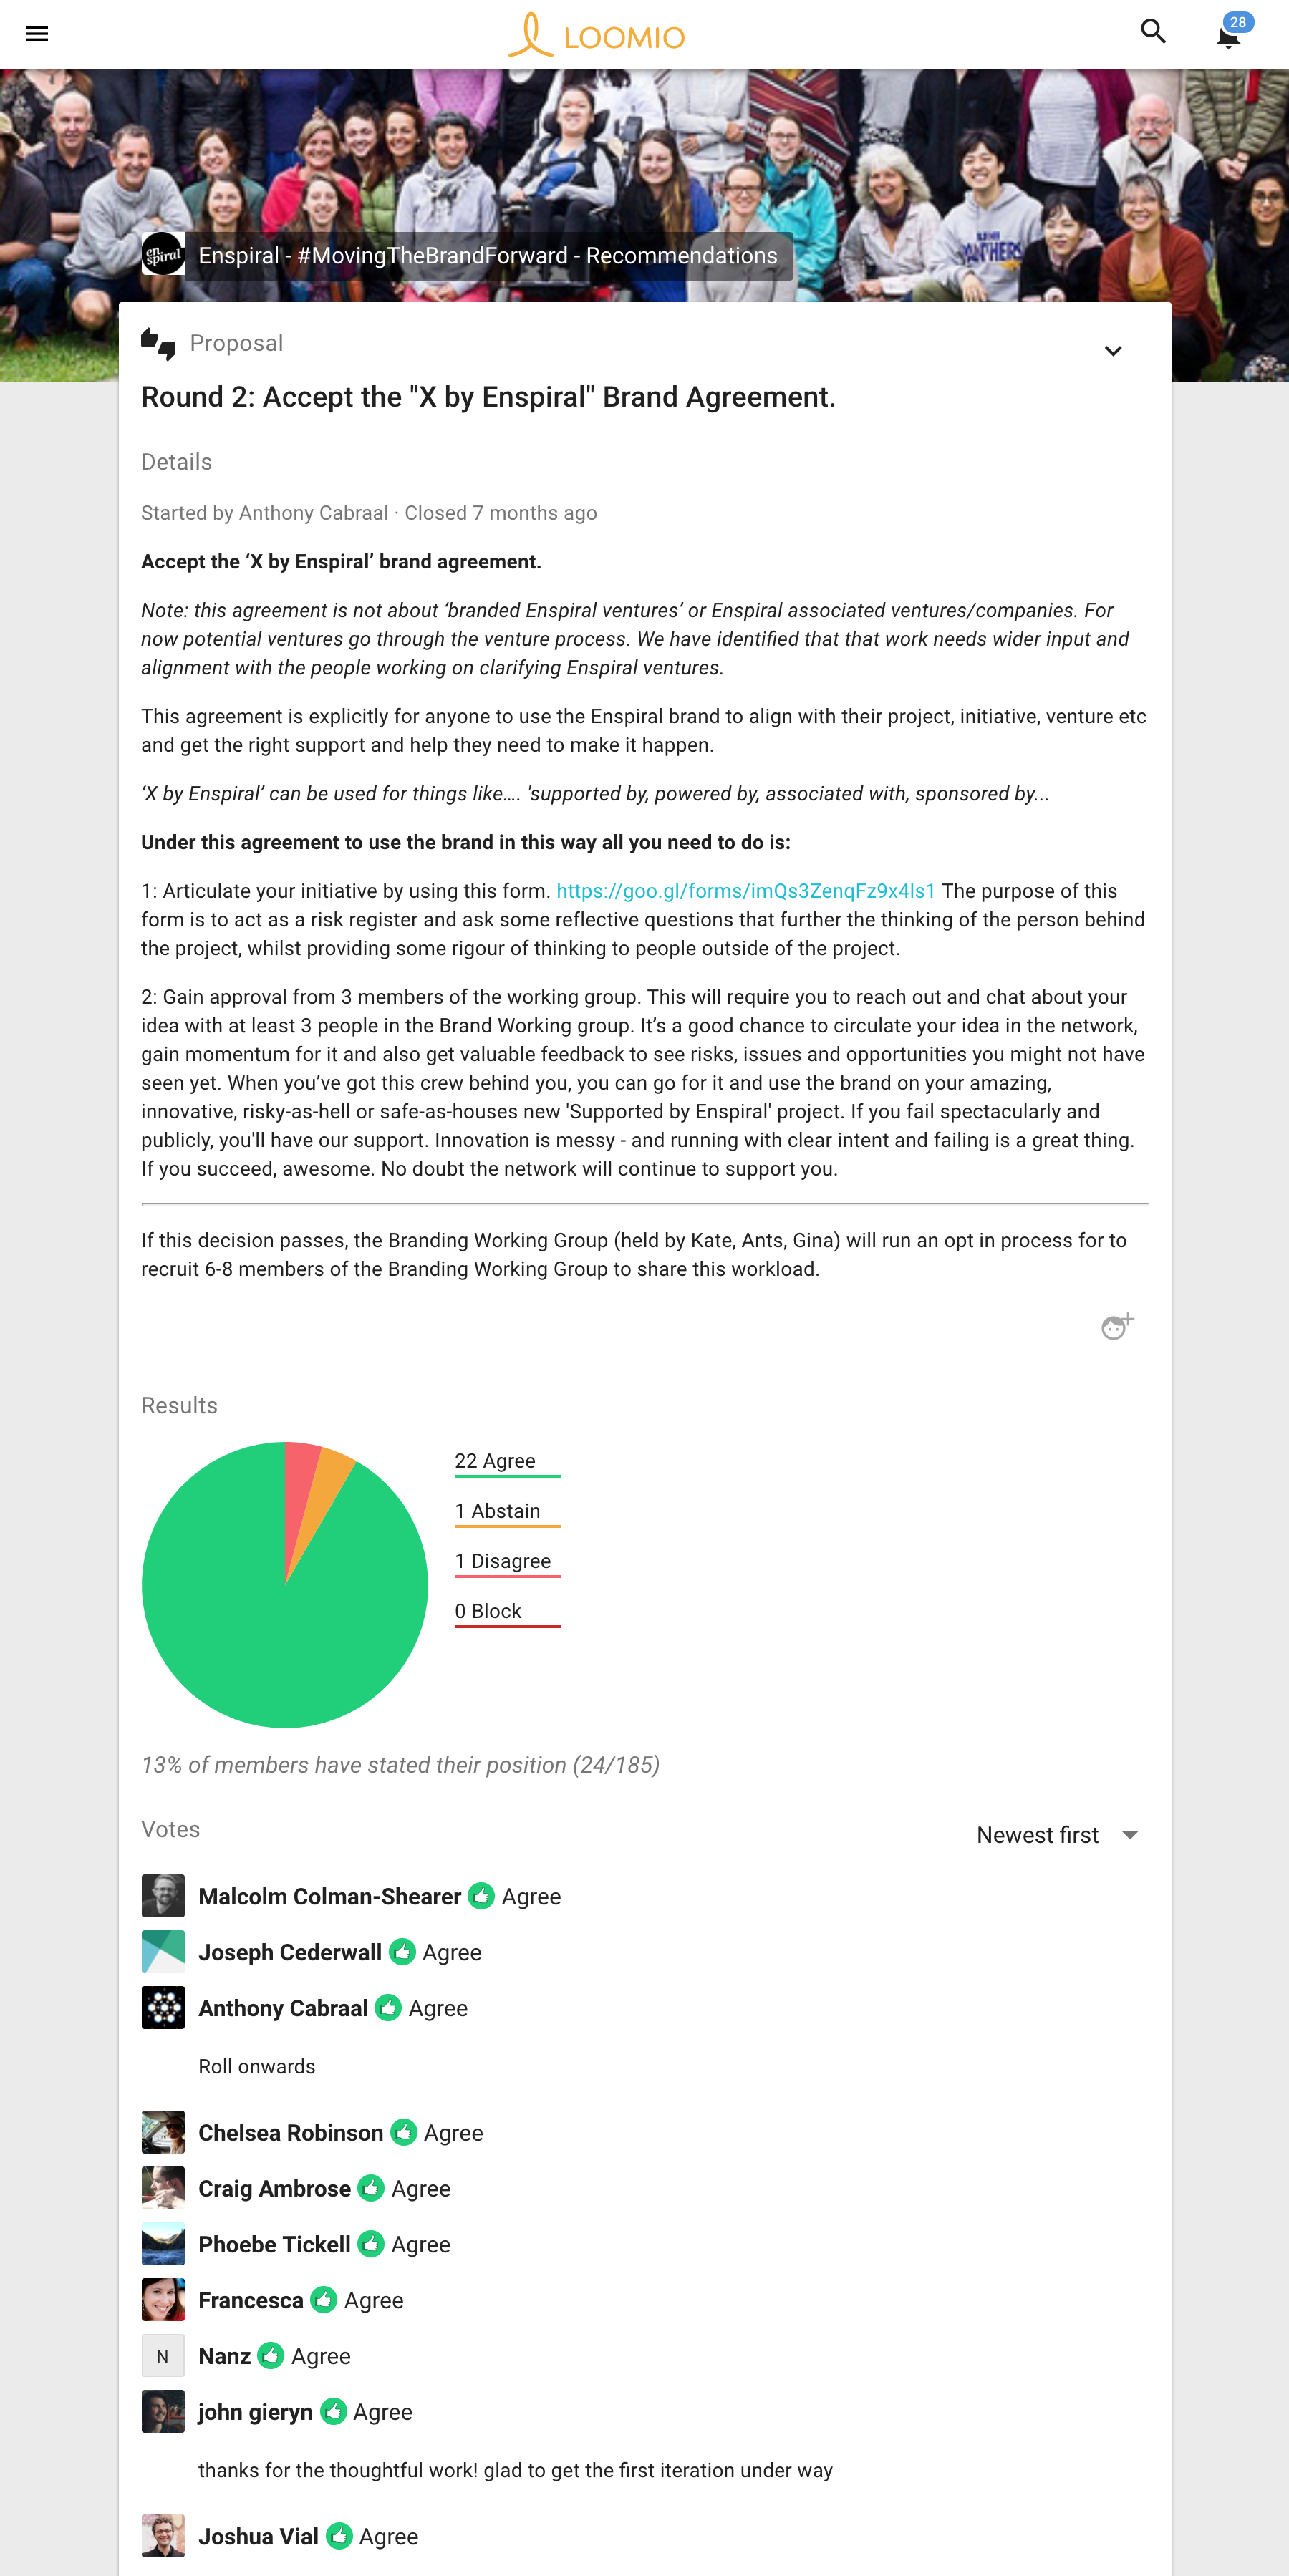 LOOMIO
28
en
spiral
Enspiral - #MovingTheBrandForward - Recommendations
Proposal
Round 2: Accept the "X by Enspiral" Brand Agreement.
Details
Started by Anthony Cabraal · Closed 7 months ago
Accept the ‘X by Enspiral’ brand agreement.
Note: this agreement is not about ‘branded Enspiral ventures’ or Enspiral associated ventures/companies. For
now potential ventures go through the venture process. We have identified that that work needs wider input and
alignment with the people working on clarifying Enspiral ventures.
This agreement is explicitly for anyone to use the Enspiral brand to align with their project, initiative, venture etc
and get the right support and help they need to make it happen.
‘X by Enspiral’ can be used for things like…. 'supported by, powered by, associated with, sponsored by...
Under this agreement to use the brand in this way all you need to do is:
1: Articulate your initiative by using this form. https://goo.gl/forms/imQs3ZenqFz9x4ls1 The purpose of this
form is to act as a risk register and ask some reflective questions that further the thinking of the person behind
the project, whilst providing some rigour of thinking to people outside of the project.
2: Gain approval from 3 members of the working group. This will require you to reach out and chat about your
idea with at least 3 people in the Brand Working group. It’s a good chance to circulate your idea in the network,
gain momentum for it and also get valuable feedback to see risks, issues and opportunities you might not have
seen yet. When you’ve got this crew behind you, you can go for it and use the brand on your amazing,
innovative, risky-as-hell or safe-as-houses new 'Supported by Enspiral' project. If you fail spectacularly and
publicly, you'll have our support. Innovation is messy - and running with clear intent and failing is a great thing.
If you succeed, awesome. No doubt the network will continue to support you.
If this decision passes, the Branding Working Group (held by Kate, Ants, Gina) will run an opt in process for to
recruit 6-8 members of the Branding Working Group to share this workload.
Results
22 Agree
1 Abstain
1 Disagree
0 Block
13% of members have stated their position (24/185)
Votes
Newest first
Malcolm Colman-Shearer Agree
Joseph Cederwall Agree
Anthony Cabraal Agree
Roll onwards
Chelsea Robinson Agree
Craig Ambrose Agree
Phoebe Tickell Agree
Francesca Agree
N
Nanz Agree
john gieryn Agree
thanks for the thoughtful work! glad to get the first iteration under way
Joshua Vial Agree